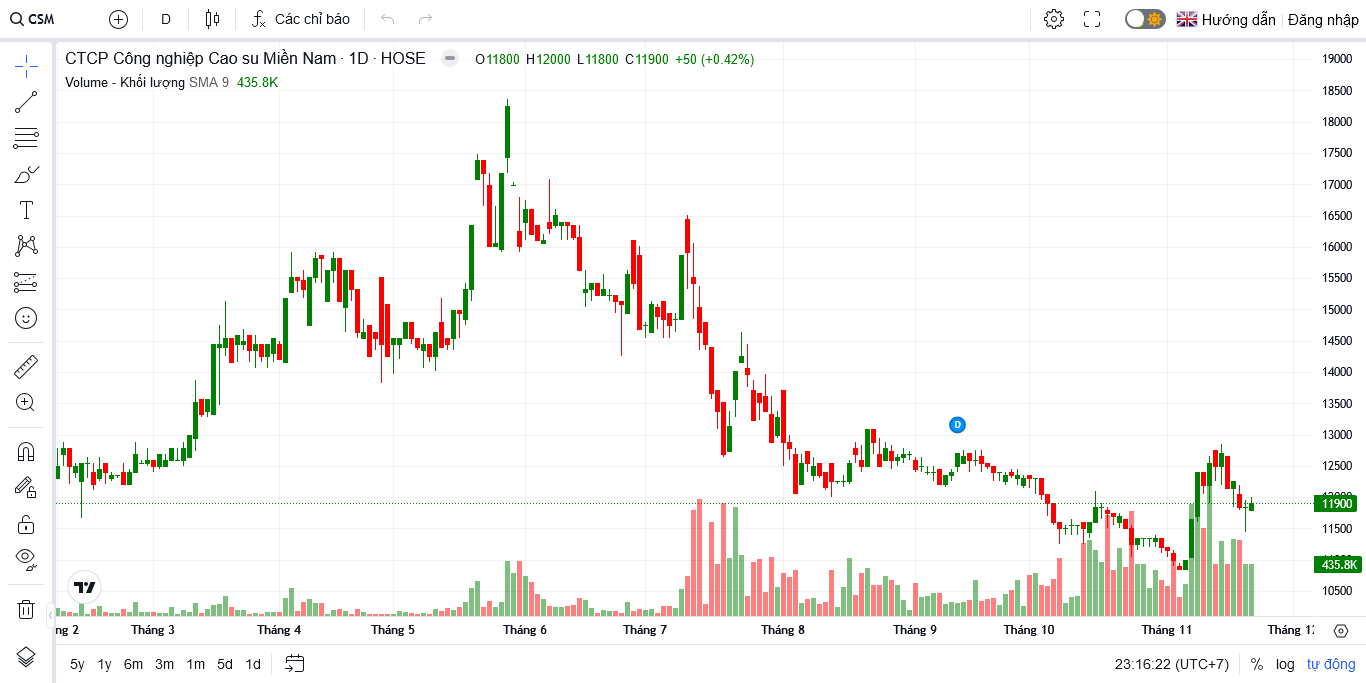 CSM D Các chỉ báo Hướng dẫn Đăng nhập
CTCP Công nghiệp Cao su Miền Nam · 1D · HOSE O11800 H12000 L11800 C11900 +50 (+0.42%)
Volume - Khối lượng SMA 9 435.8K
19000
18500
18000
17500
17000
16500
16000
15500
15000
14500
14000
13500
13000
12500
11900
11500
435.8K
10500
D
ng 2 Tháng 3 Tháng 4 Tháng 5 Tháng 6 Tháng 7 Tháng 8 Tháng 9 Tháng 10 Tháng 11 Tháng 1
5y 1y 6m 3m 1m 5d 1d 23:16:22 (UTC+7) % log tự động